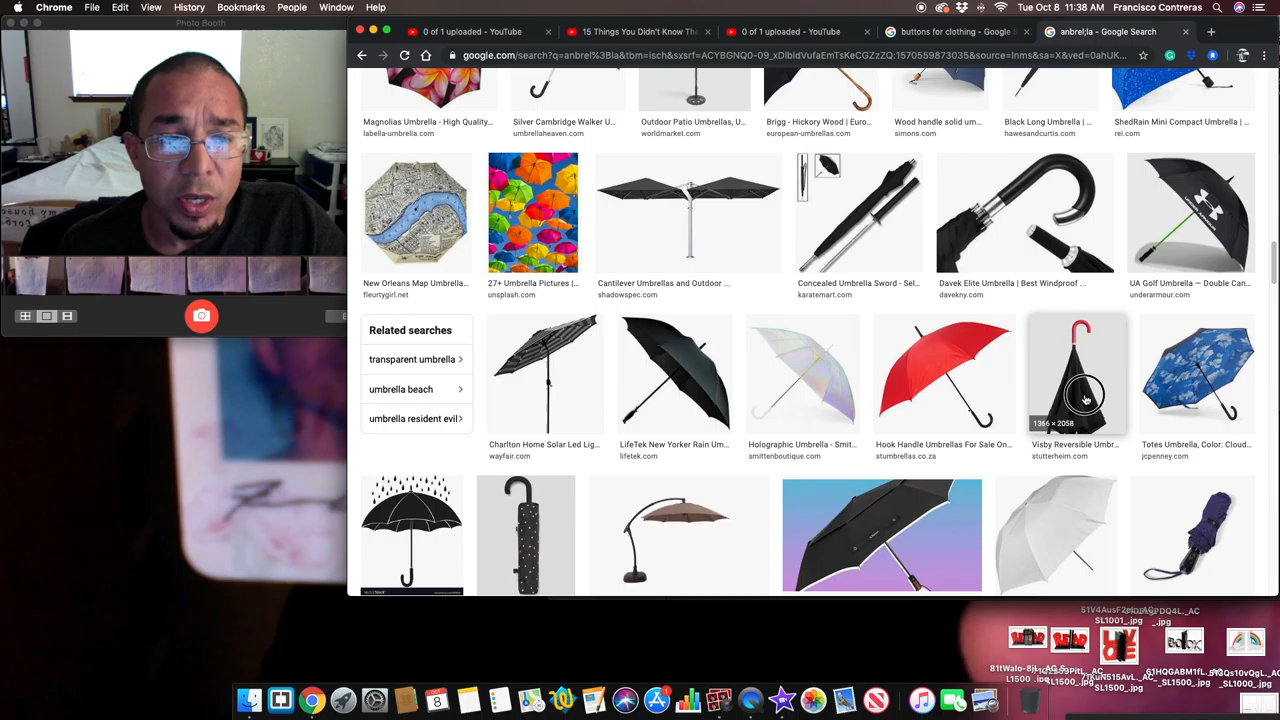 Chrome File Edit View History Bookmarks People Window Help
Tue Oct 8 11:38 AM Francisco Contreras
Photo Booth
0 of 1 uploaded - YouTube
15 Things You Didn't Know The
0 of 1 uploaded - YouTube
buttons for clothing - Google S
anbrel;la - Google Search
Magnolias Umbrella - High Quality...
labella-umbrella.com
Silver Cambridge Walker U...
umbrellaheaven.com
Outdoor Patio Umbrellas, U...
worldmarket.com
Brigg - Hickory Wood | Euro...
european-umbrellas.com
Wood handle solid um...
simons.com
Black Long Umbrella | ...
hawesandcurtis.com
ShedRain Mini Compact Umbrella | ...
rei.com
New Orleans Map Umbrella...
fleurtygirl.net
27+ Umbrella Pictures |...
unsplash.com
Cantilever Umbrellas and Outdoor ...
shadowspec.com
Concealed Umbrella Sword - Sel...
karatemart.com
Davek Elite Umbrella | Best Windproof ...
davekny.com
UA Golf Umbrella — Double Can...
underarmour.com
Related searches
transparent umbrella
umbrella beach
umbrella resident evil
Charlton Home Solar Led Lig...
wayfair.com
LifeTek New Yorker Rain Um...
lifetek.com
Holographic Umbrella - Smit...
smittenboutique.com
Hook Handle Umbrellas For Sale On...
stumbrellas.co.za
1366 × 2058
Visby Reversible Umbr...
stutterheim.com
Totes Umbrella, Color: Cloud...
jcpenney.com